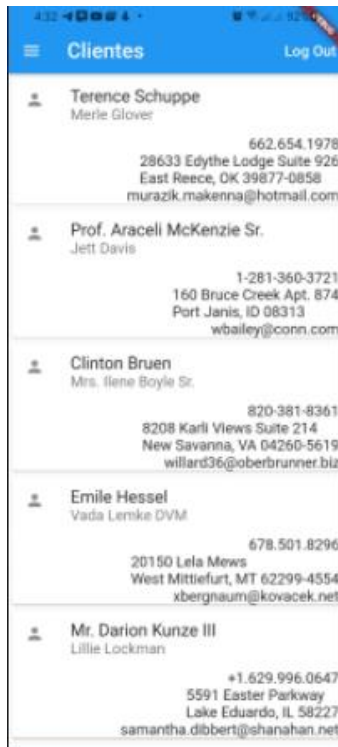 4:32
Clientes
Log Out
Terence Schuppe
Merle Glover
662.654.1978
28633 Edythe Lodge Suite 926
East Reece, OK 39877-0858
murazik.makenna@hotmail.com
Prof. Araceli McKenzie Sr.
Jett Davis
1-281-360-3721
160 Bruce Creek Apt. 874
Port Janis, ID 08313
wbailey@conn.com
Clinton Bruen
Mrs. Ilene Boyle Sr.
820-381-8361
8208 Karli Views Suite 214
New Savanna, VA 04260-5619
willard36@oberbrunner.biz
Emile Hessel
Vada Lemke DVM
678.501.8296
20150 Lela Mews
West Mittiefurt, MT 62299-4554
xbergnaum@kovacek.net
Mr. Darion Kunze III
Lillie Lockman
+1.629.996.0647
5591 Easter Parkway
Lake Eduardo, IL 58227
samantha.dibbert@shanahan.net